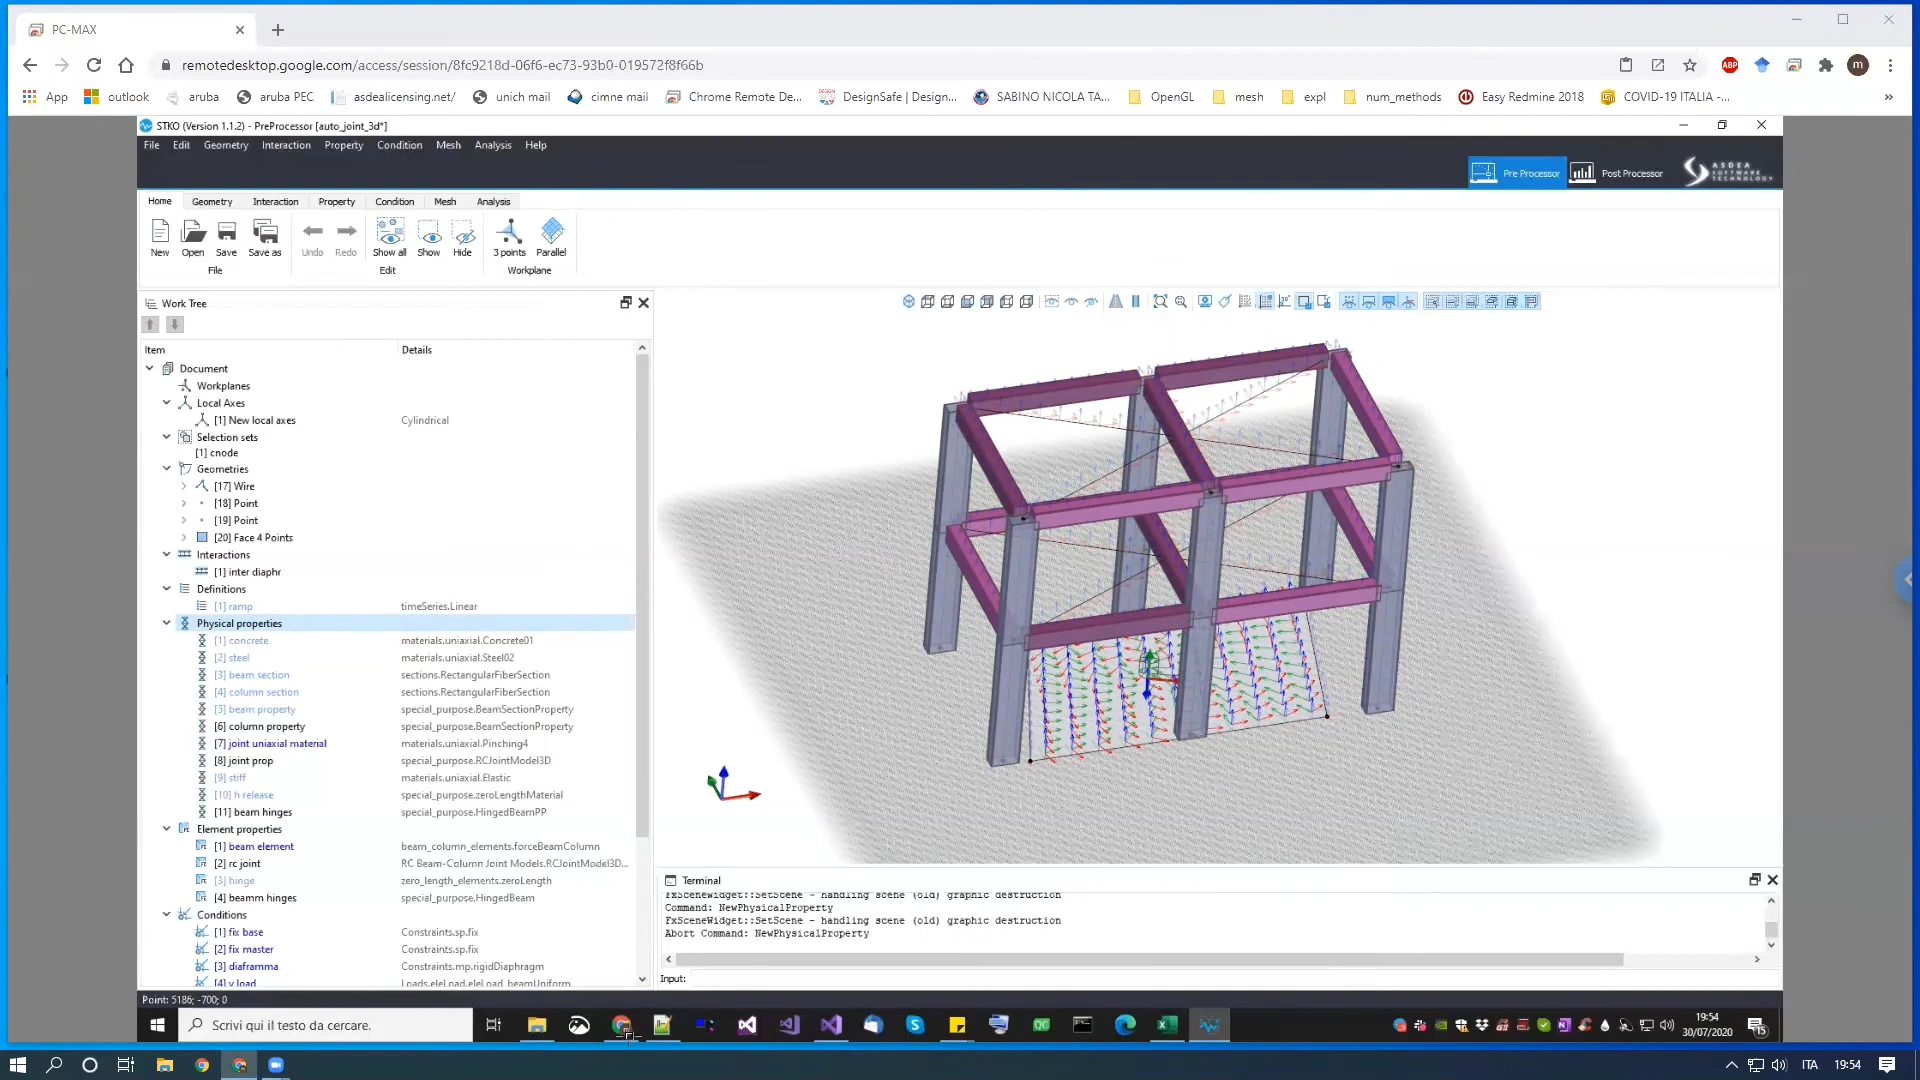 PC-MAX
remotedesktop.google.com/access/session/8fc9218d-06f6-ec73-93b0-019572f8f66b
ABP
m
App outlook aruba aruba PEC asdealicensing.net/ unich mail cimne mail Chrome Remote De... DesignSafe | Design... SABINO NICOLA TA... OpenGL mesh expl num_methods Easy Redmine 2018 COVID-19 ITALIA -... »
STKO (Version 1.1.2) - PreProcessor [auto_joint_3d*]
File Edit Geometry Interaction Property Condition Mesh Analysis Help
Pre Processor Post Processor ASDEA SOFTWARE TECHNOLOGY
Home Geometry Interaction Property Condition Mesh Analysis
New Open Save Save as Undo Redo Show all Show Hide 3 points Parallel
File Edit Workplane
Work Tree
Item Details
Document
Workplanes
Local Axes
[1] New local axes Cylindrical
Selection sets
[1] cnode
Geometries
[17] Wire
[18] Point
[19] Point
[20] Face 4 Points
Interactions
[1] inter diaphr
Definitions
[1] ramp timeSeries.Linear
Physical properties
[1] concrete materials.uniaxial.Concrete01
[2] steel materials.uniaxial.Steel02
[3] beam section sections.RectangularFiberSection
[4] column section sections.RectangularFiberSection
[5] beam property special_purpose.BeamSectionProperty
[6] column property special_purpose.BeamSectionProperty
[7] joint uniaxial material materials.uniaxial.Pinching4
[8] joint prop special_purpose.RCJointModel3D
[9] stiff materials.uniaxial.Elastic
[10] h release special_purpose.zeroLengthMaterial
[11] beam hinges special_purpose.HingedBeamPP
Element properties
[1] beam element beam_column_elements.forceBeamColumn
[2] rc joint RC Beam-Column Joint Models.RCJointModel3D...
[3] hinge zero_length_elements.zeroLength
[4] beamm hinges special_purpose.HingedBeam
Conditions
[1] fix base Constraints.sp.fix
[2] fix master Constraints.sp.fix
[3] diaframma Constraints.mp.rigidDiaphragm
[4] v load Loads.eleLoad.eleLoad_beamUniform
Terminal
FxSceneWidget::SetScene - handling scene (old) graphic destruction
Command: NewPhysicalProperty
FxSceneWidget::SetScene - handling scene (old) graphic destruction
Abort Command: NewPhysicalProperty
Input:
Point: 5186; -700; 0
Scrivi qui il testo da cercare.
19:54
30/07/2020
15
ITA 19:54